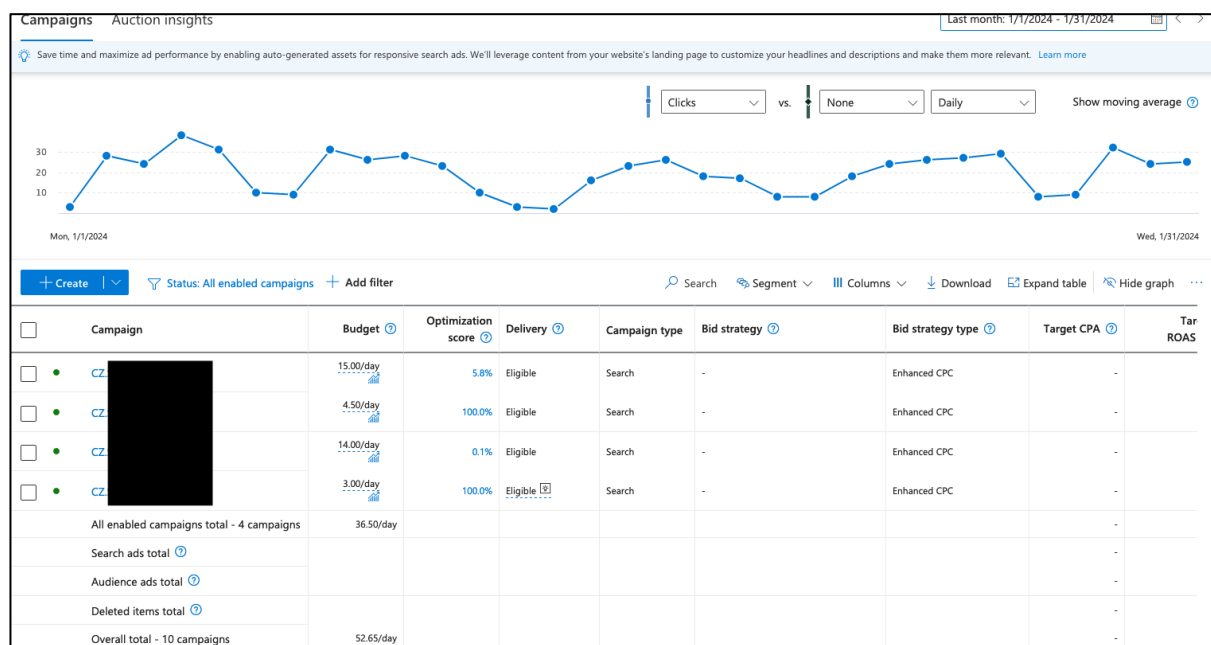 Campaigns Auction insights Last month: 1/1/2024 - 1/31/2024
Save time and maximize ad performance by enabling auto-generated assets for responsive search ads. We'll leverage content from your website's landing page to customize your headlines and descriptions and make them more relevant. Learn more
Clicks vs. None Daily Show moving average
30
20
10
Mon, 1/1/2024 Wed, 1/31/2024
+ Create Status: All enabled campaigns + Add filter Search Segment Columns Download Expand table Hide graph ...
Campaign Budget Optimization score Delivery Campaign type Bid strategy Bid strategy type Target CPA Tar ROAS
CZ. 15.00/day 5.8% Eligible Search - Enhanced CPC -
CZ. 4.50/day 100.0% Eligible Search - Enhanced CPC -
CZ. 14.00/day 0.1% Eligible Search - Enhanced CPC -
CZ. 3.00/day 100.0% Eligible Search - Enhanced CPC -
All enabled campaigns total - 4 campaigns 36.50/day -
Search ads total -
Audience ads total -
Deleted items total -
Overall total - 10 campaigns 52.65/day -